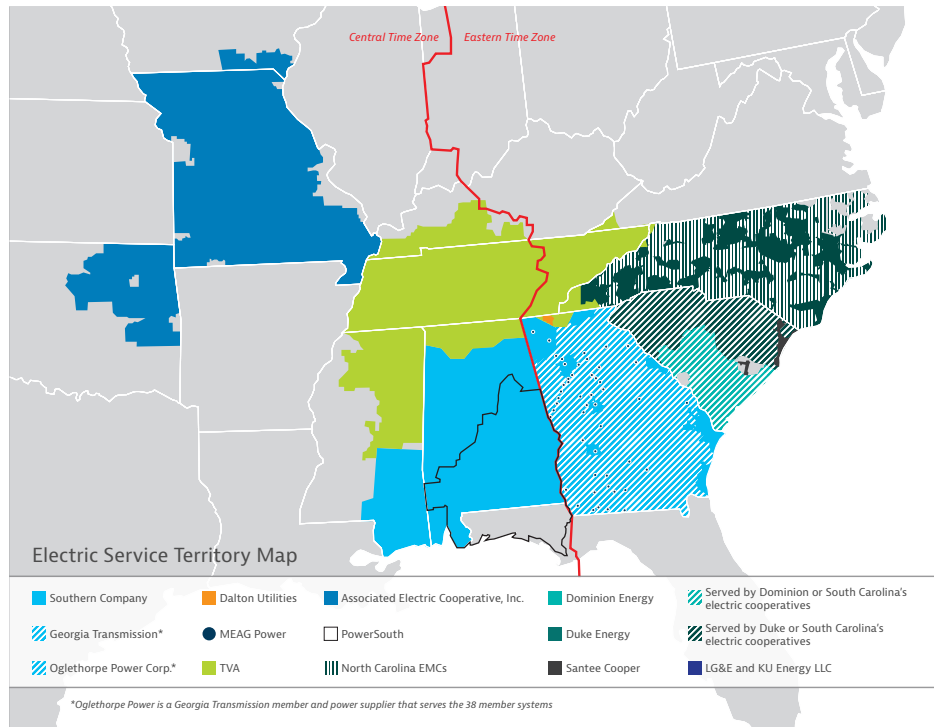 Central Time Zone
Eastern Time Zone
Electric Service Territory Map
Southern Company
Dalton Utilities
Associated Electric Cooperative, Inc.
Dominion Energy
Served by Dominion or South Carolina's
electric cooperatives
Georgia Transmission*
MEAG Power
PowerSouth
Duke Energy
Served by Duke or South Carolina's
electric cooperatives
Oglethorpe Power Corp.*
TVA
North Carolina EMCs
Santee Cooper
LG&E and KU Energy LLC
*Oglethorpe Power is a Georgia Transmission member and power supplier that serves the 38 member systems